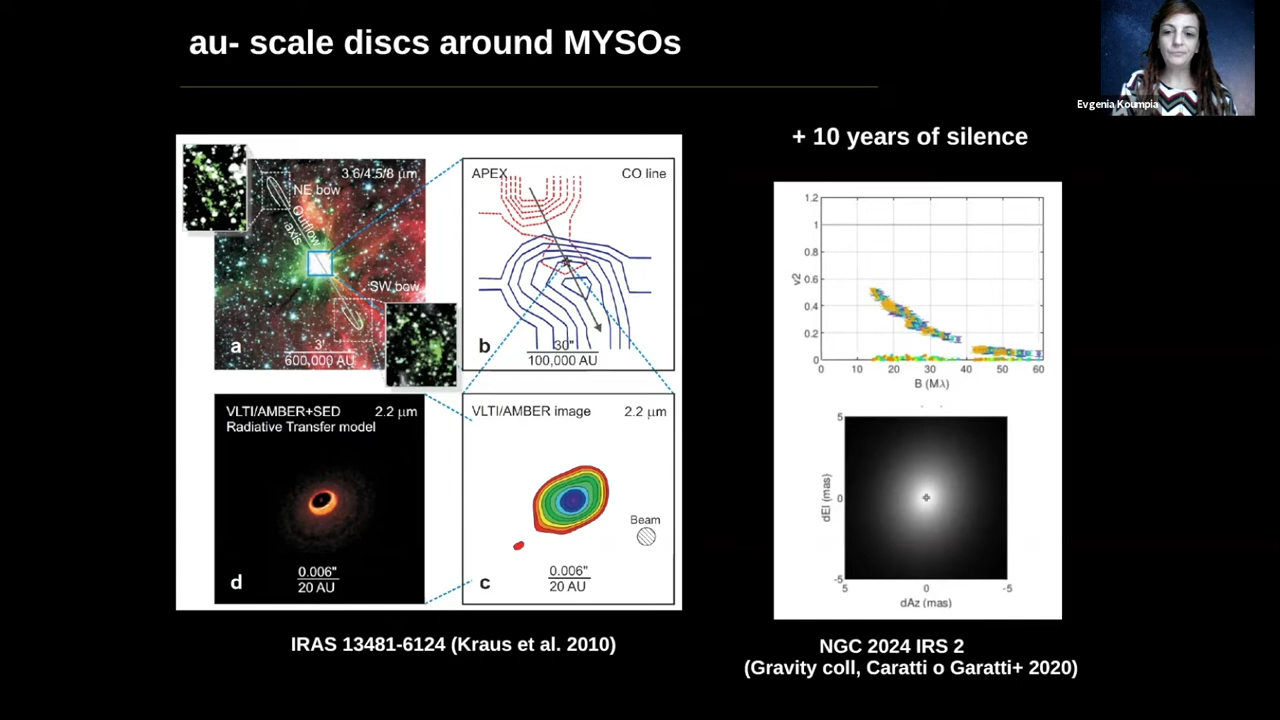 au- scale discs around MYSOs
Evgenia Koumpia
+ 10 years of silence
3.6/4.5/8 μm
NE bow
Outflow
axis
SW bow
a
3'
600,000 AU
APEX
CO line
b
30"
100,000 AU
VLTI/AMBER+SED
2.2 μm
Radiative Transfer model
d
0.006"
20 AU
VLTI/AMBER image
2.2 μm
Beam
c
0.006"
20 AU
IRAS 13481-6124 (Kraus et al. 2010)
1.2
1
0.8
0.6
0.4
0.2
0
v2
0 10 20 30 40 50 60
B (Mλ)
5
0
-5
dEl (mas)
5 0 -5
dAz (mas)
NGC 2024 IRS 2
(Gravity coll, Caratti o Garatti+ 2020)